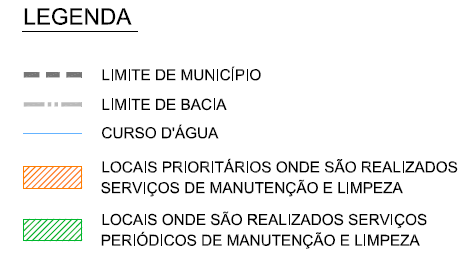 LEGENDA
LIMITE DE MUNICÍPIO
LIMITE DE BACIA
CURSO D'ÁGUA
LOCAIS PRIORITÁRIOS ONDE SÃO REALIZADOS
SERVIÇOS DE MANUTENÇÃO E LIMPEZA
LOCAIS ONDE SÃO REALIZADOS SERVIÇOS
PERIÓDICOS DE MANUTENÇÃO E LIMPEZA